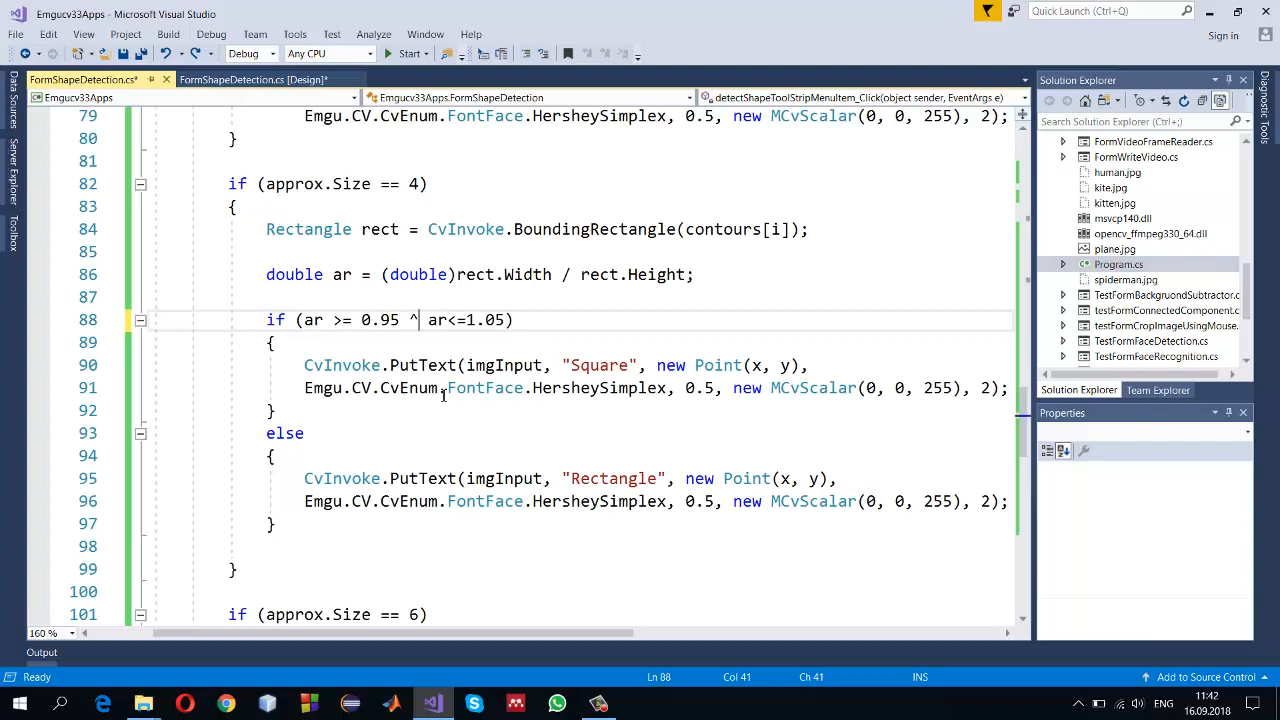 Emgucv33Apps - Microsoft Visual Studio
Quick Launch (Ctrl+Q)
File Edit View Project Build Debug Team Tools Test Analyze Window Help
Sign in
Debug Any CPU Start
FormShapeDetection.cs* FormShapeDetection.cs [Design]*
Emgucv33Apps Emgucv33Apps.FormShapeDetection detectShapeToolStripMenuItem_Click(object sender, EventArgs e)
Data Sources
Server Explorer
Toolbox
79 Emgu.CV.CvEnum.FontFace.HersheySimplex, 0.5, new MCvScalar(0, 0, 255), 2);
80 }
81
82 if (approx.Size == 4)
83 {
84 Rectangle rect = CvInvoke.BoundingRectangle(contours[i]);
85
86 double ar = (double)rect.Width / rect.Height;
87
88 if (ar >= 0.95 ^ ar<=1.05)
89 {
90 CvInvoke.PutText(imgInput, "Square", new Point(x, y),
91 Emgu.CV.CvEnum.FontFace.HersheySimplex, 0.5, new MCvScalar(0, 0, 255), 2);
92 }
93 else
94 {
95 CvInvoke.PutText(imgInput, "Rectangle", new Point(x, y),
96 Emgu.CV.CvEnum.FontFace.HersheySimplex, 0.5, new MCvScalar(0, 0, 255), 2);
97 }
98
99 }
100
101 if (approx.Size == 6)
160 %
Solution Explorer
Search Solution Explorer (Ctrl+;)
FormVideoFrameReader.cs
FormWriteVideo.cs
human.jpg
kite.jpg
kitten.jpg
msvcp140.dll
opencv_ffmpeg330_64.dll
plane.jpg
Program.cs
spiderman.jpg
TestFormBackgroundSubtractor
TestFormConnectedComponent
TestFormCropImageUsingMouse
TestFormFaceDetection.cs
TestFormFaceRecognition.cs
Solution Explorer Team Explorer
Properties
Diagnostic Tools
Output
Ready Ln 88 Col 41 Ch 41 INS Add to Source Control
ENG
11:42
16.09.2018